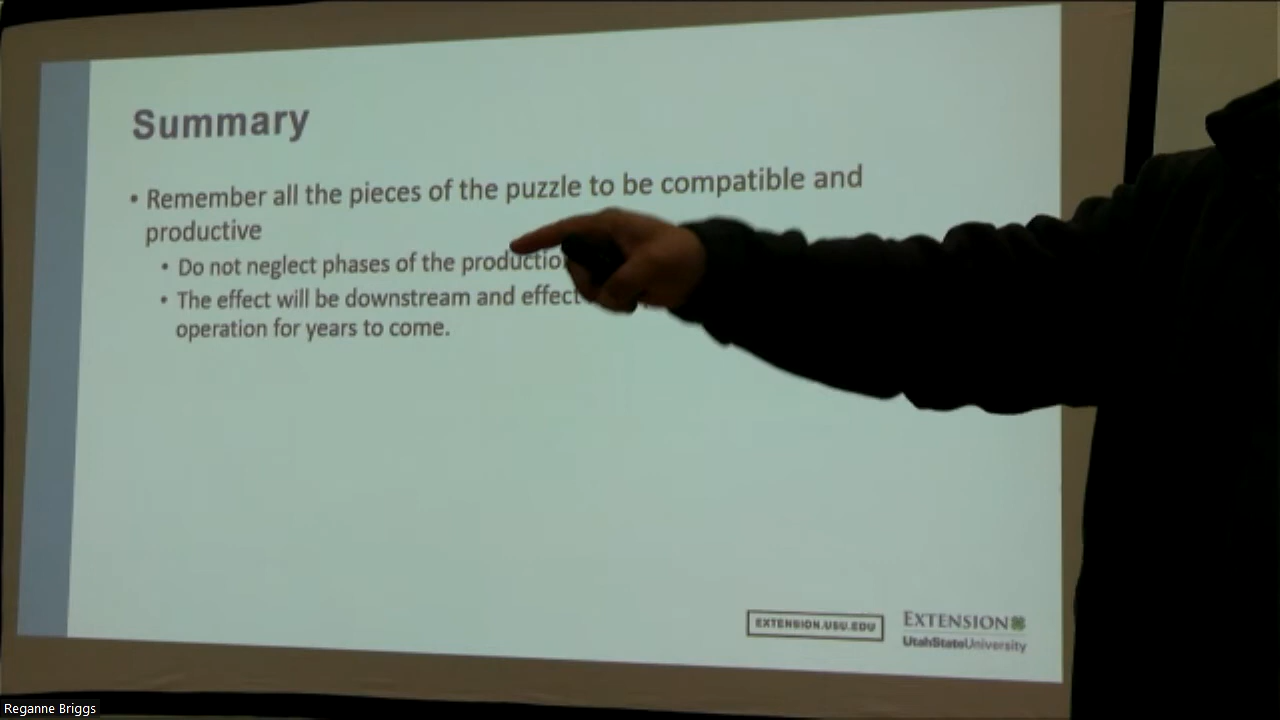 Summary
• Remember all the pieces of the puzzle to be compatible and
productive
• Do not neglect phases of the
• The effect will be downstream and effect
operation for years to come.
EXTENSION.USU.EDU
EXTENSION
UtahStateUniversity
Reganne Briggs